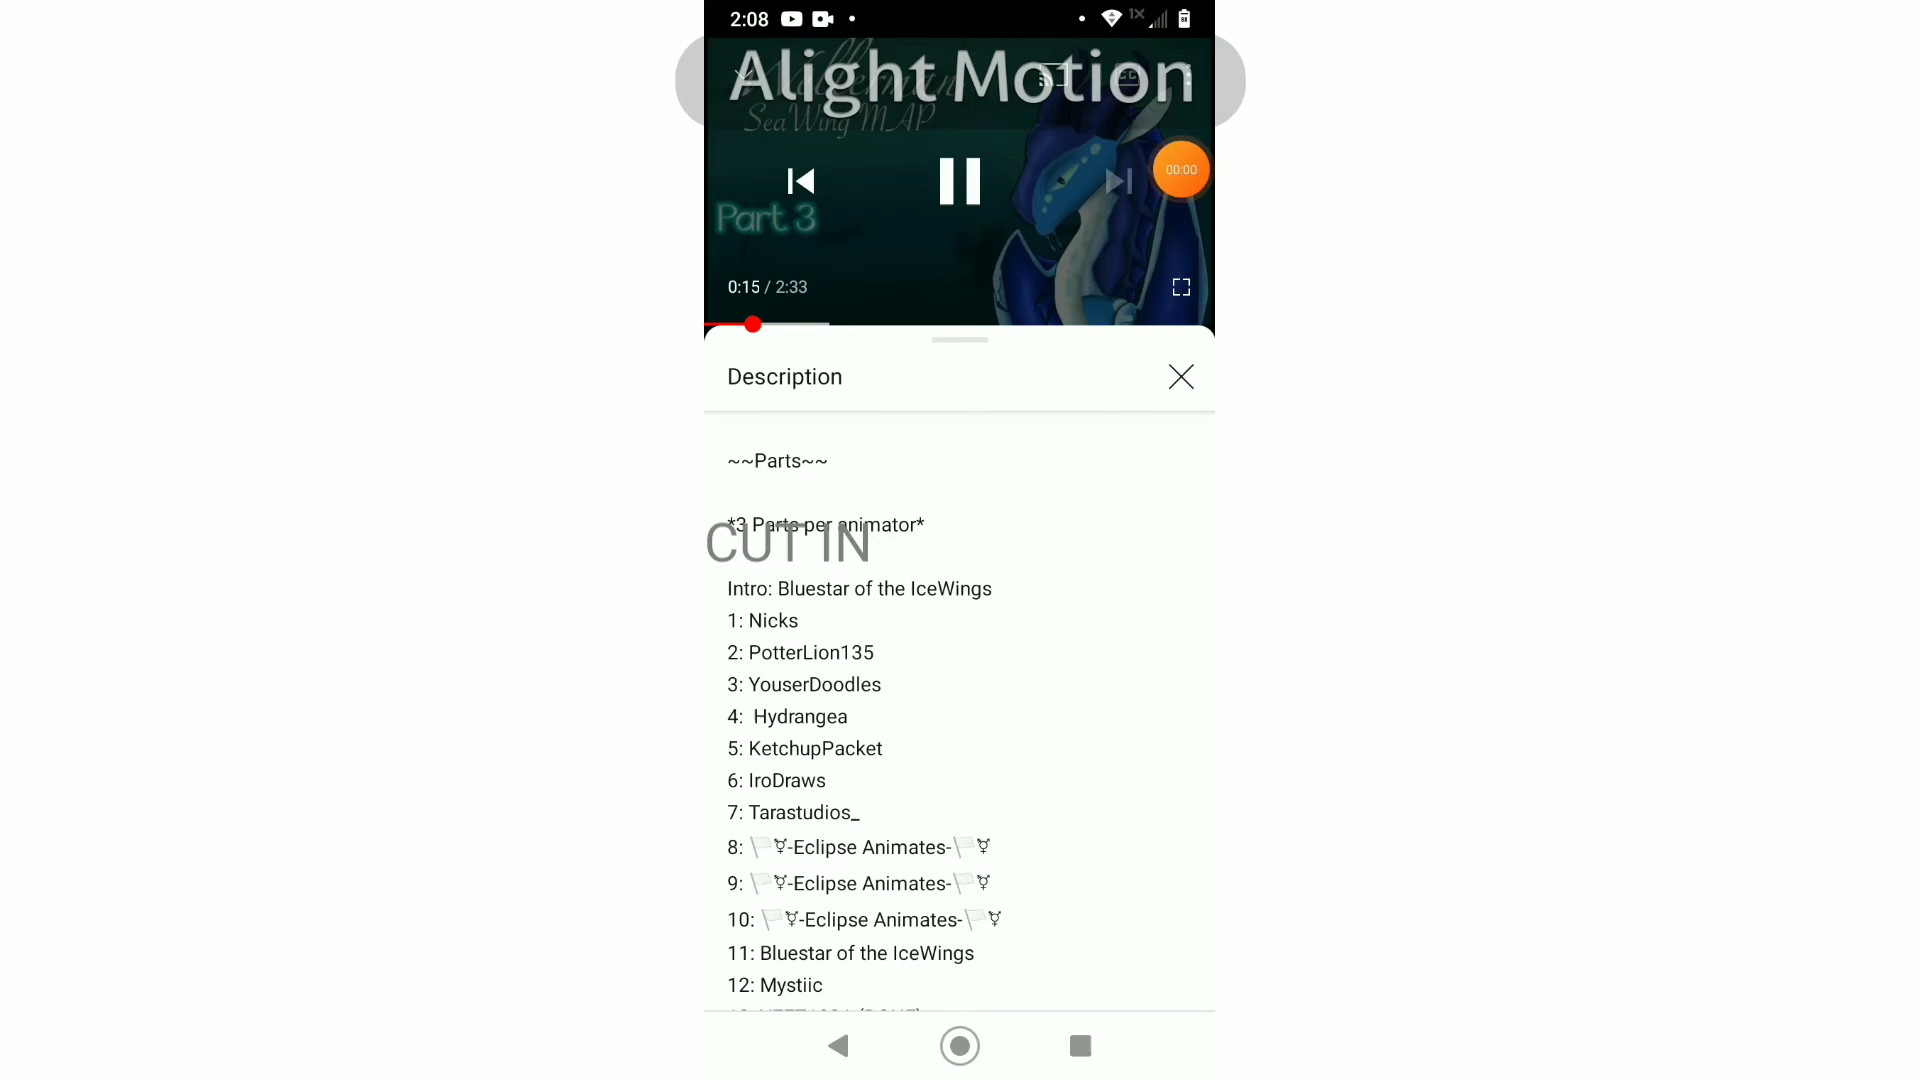 2:08
1X
Alight Motion
SeaWing MAP
00:00
Part 3
0:15 / 2:33
Description
~~Parts~~
*3 Parts per animator*
CUT IN
Intro: Bluestar of the IceWings
1: Nicks
2: PotterLion135
3: YouserDoodles
4:  Hydrangea
5: KetchupPacket
6: IroDraws
7: Tarastudios_
8: 🏳⚧-Eclipse Animates-🏳⚧
9: 🏳⚧-Eclipse Animates-🏳⚧
10: 🏳⚧-Eclipse Animates-🏳⚧
11: Bluestar of the IceWings
12: Mystiic